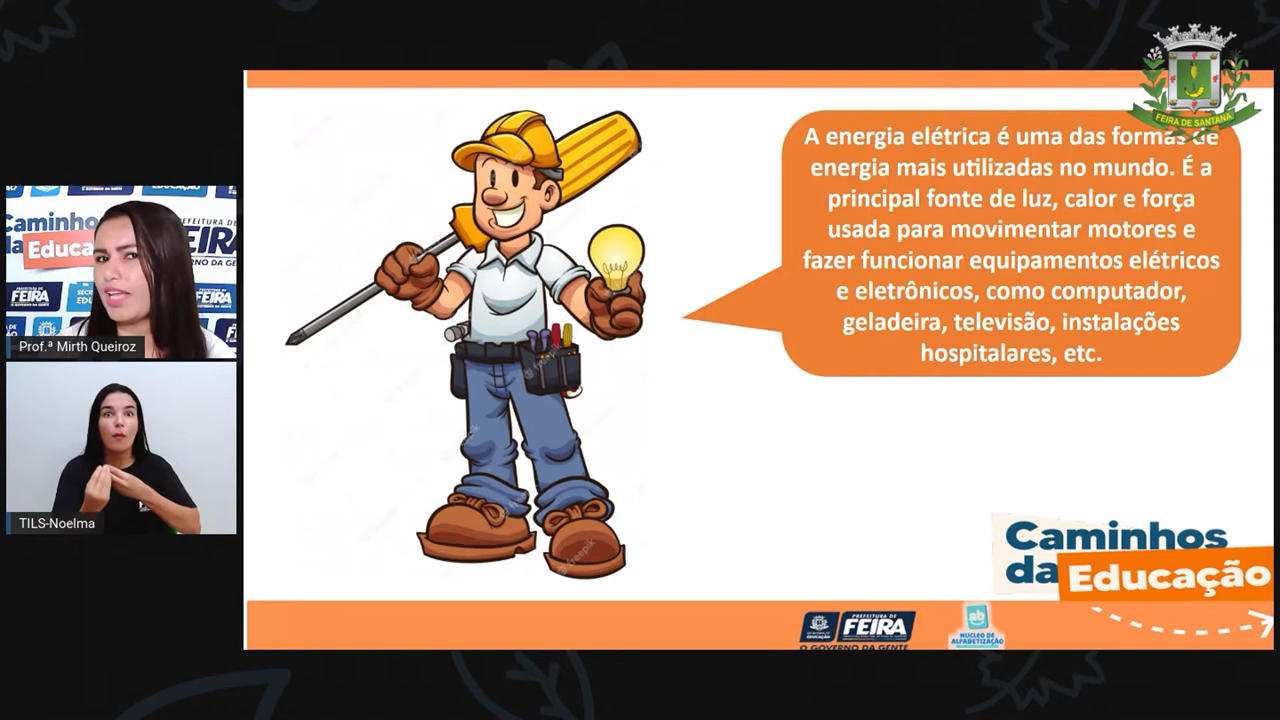 FEIRA DE SANTANA
A energia elétrica é uma das formas de
energia mais utilizadas no mundo. É a
principal fonte de luz, calor e força
usada para movimentar motores e
fazer funcionar equipamentos elétricos
e eletrônicos, como computador,
geladeira, televisão, instalações
hospitalares, etc.
Caminhos
da Educação
Prof.ª Mirth Queiroz
TILS-Noelma
Caminhos
da Educação
PREFEITURA DE
FEIRA
O GOVERNO DA GENTE
NÚCLEO DE
ALFABETIZAÇÃO